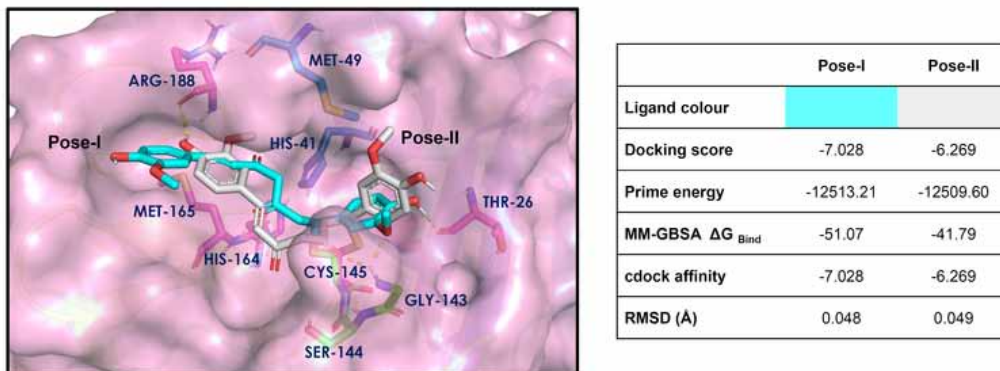 MET-49
ARG-188
Pose-I
HIS-41
Pose-II
MET-165
THR-26
HIS-164
CYS-145
GLY-143
SER-144
Pose-I Pose-II
Ligand colour
Docking score -7.028 -6.269
Prime energy -12513.21 -12509.60
MM-GBSA ΔG Bind -51.07 -41.79
cdock affinity -7.028 -6.269
RMSD (Å) 0.048 0.049